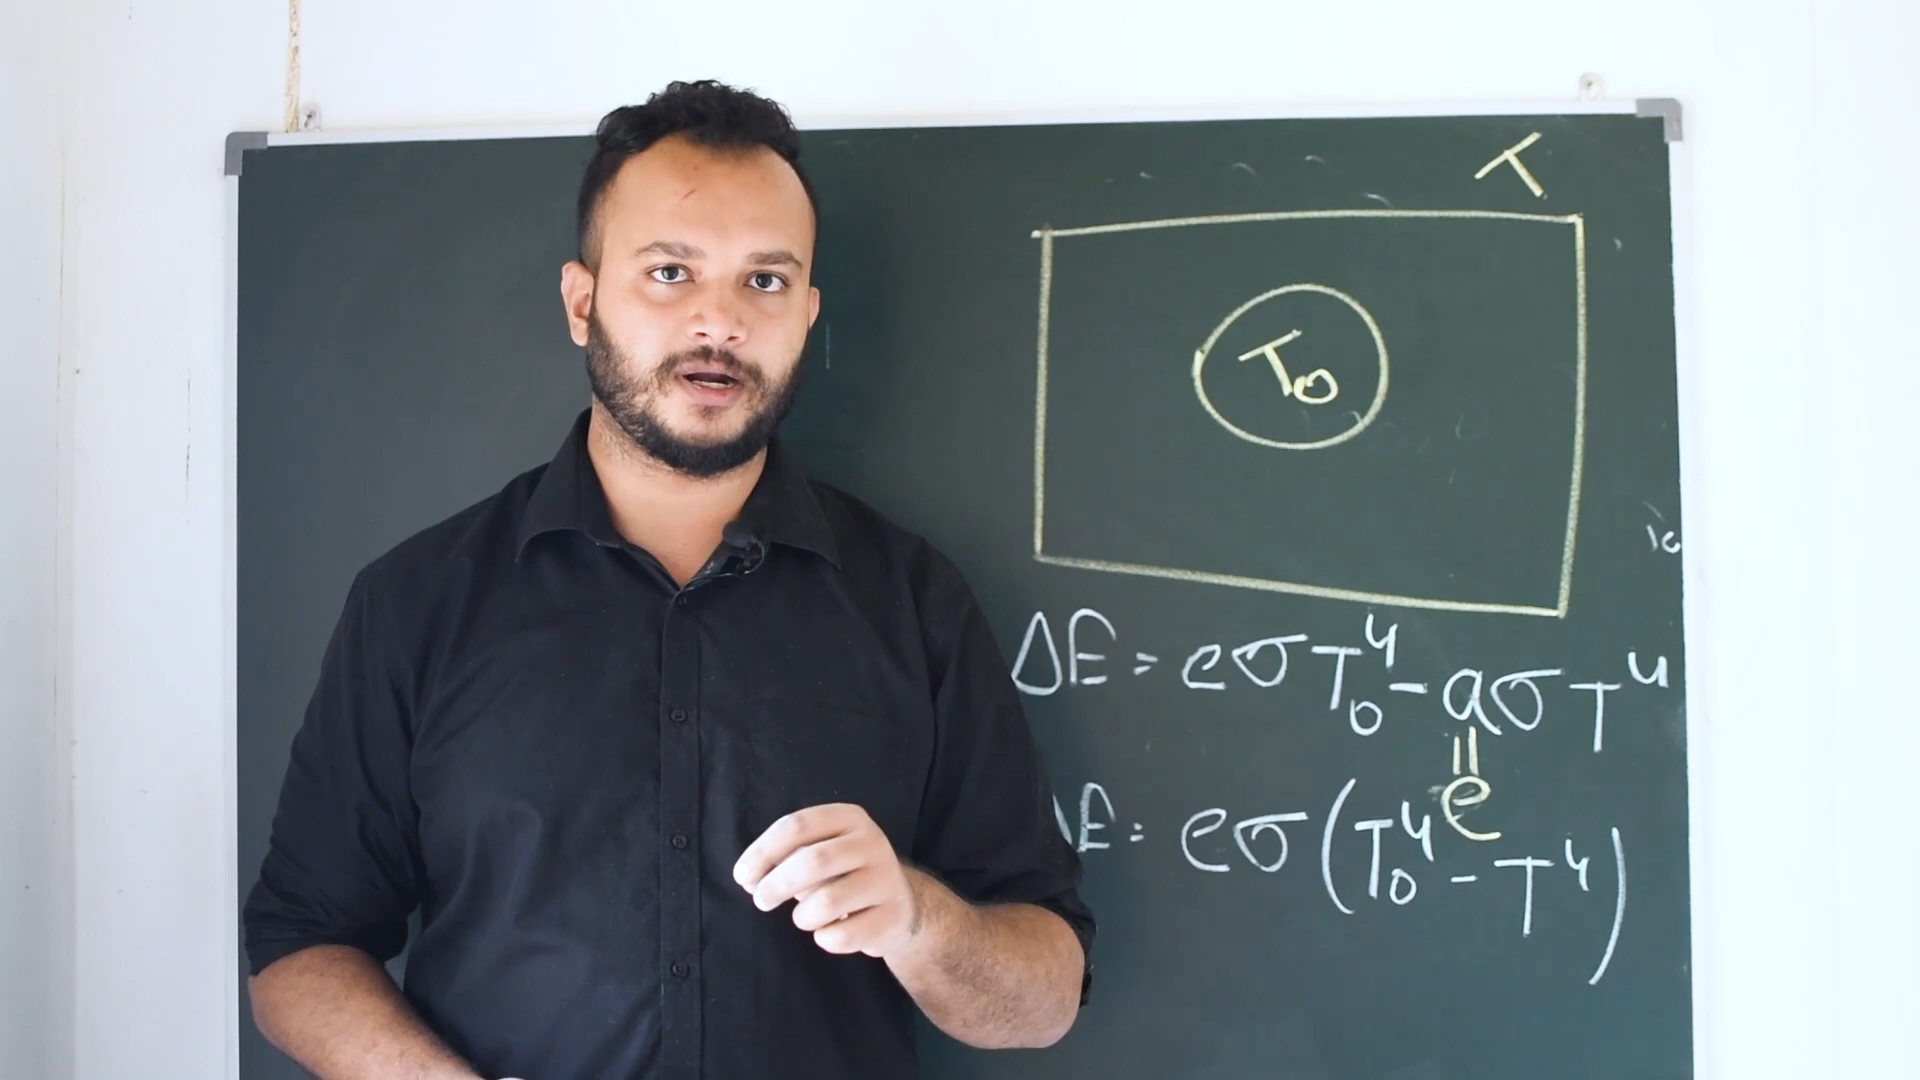 T
T₀
ΔE = eσT₀⁴ - aσT⁴
||
e
ΔE = eσ(T₀⁴ - T⁴)